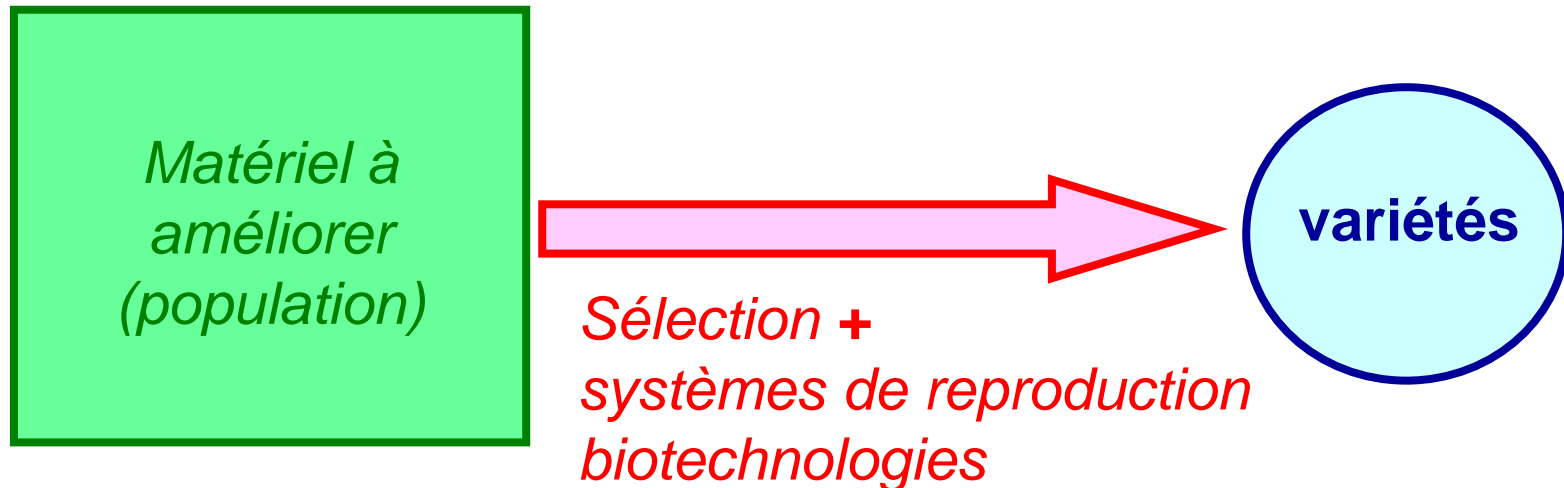 Matériel à
améliorer
(population)
Sélection +
systèmes de reproduction
biotechnologies
variétés